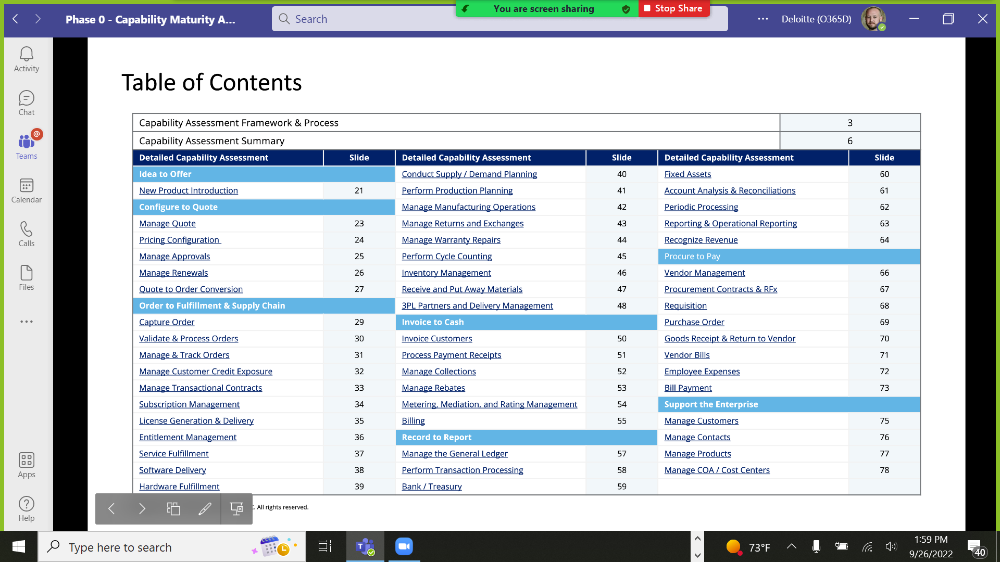 You are screen sharing
Stop Share
Phase 0 - Capability Maturity A...
Search
Deloitte (O365D)
Activity
Chat
@
Teams
Calendar
Calls
Files
Apps
Help
Table of Contents
Capability Assessment Framework & Process 3
Capability Assessment Summary 6
Detailed Capability Assessment Slide Detailed Capability Assessment Slide Detailed Capability Assessment Slide
Idea to Offer Conduct Supply / Demand Planning 40 Fixed Assets 60
New Product Introduction 21 Perform Production Planning 41 Account Analysis & Reconciliations 61
Configure to Quote Manage Manufacturing Operations 42 Periodic Processing 62
Manage Quote 23 Manage Returns and Exchanges 43 Reporting & Operational Reporting 63
Pricing Configuration 24 Manage Warranty Repairs 44 Recognize Revenue 64
Manage Approvals 25 Perform Cycle Counting 45 Procure to Pay
Manage Renewals 26 Inventory Management 46 Vendor Management 66
Quote to Order Conversion 27 Receive and Put Away Materials 47 Procurement Contracts & RFx 67
Order to Fulfillment & Supply Chain 3PL Partners and Delivery Management 48 Requisition 68
Capture Order 29 Invoice to Cash Purchase Order 69
Validate & Process Orders 30 Invoice Customers 50 Goods Receipt & Return to Vendor 70
Manage & Track Orders 31 Process Payment Receipts 51 Vendor Bills 71
Manage Customer Credit Exposure 32 Manage Collections 52 Employee Expenses 72
Manage Transactional Contracts 33 Manage Rebates 53 Bill Payment 73
Subscription Management 34 Metering, Mediation, and Rating Management 54 Support the Enterprise
License Generation & Delivery 35 Billing 55 Manage Customers 75
Entitlement Management 36 Record to Report Manage Contacts 76
Service Fulfillment 37 Manage the General Ledger 57 Manage Products 77
Software Delivery 38 Perform Transaction Processing 58 Manage COA / Cost Centers 78
Hardware Fulfillment 39 Bank / Treasury 59
. All rights reserved.
Type here to search
T
73°F
1:59 PM
9/26/2022
40